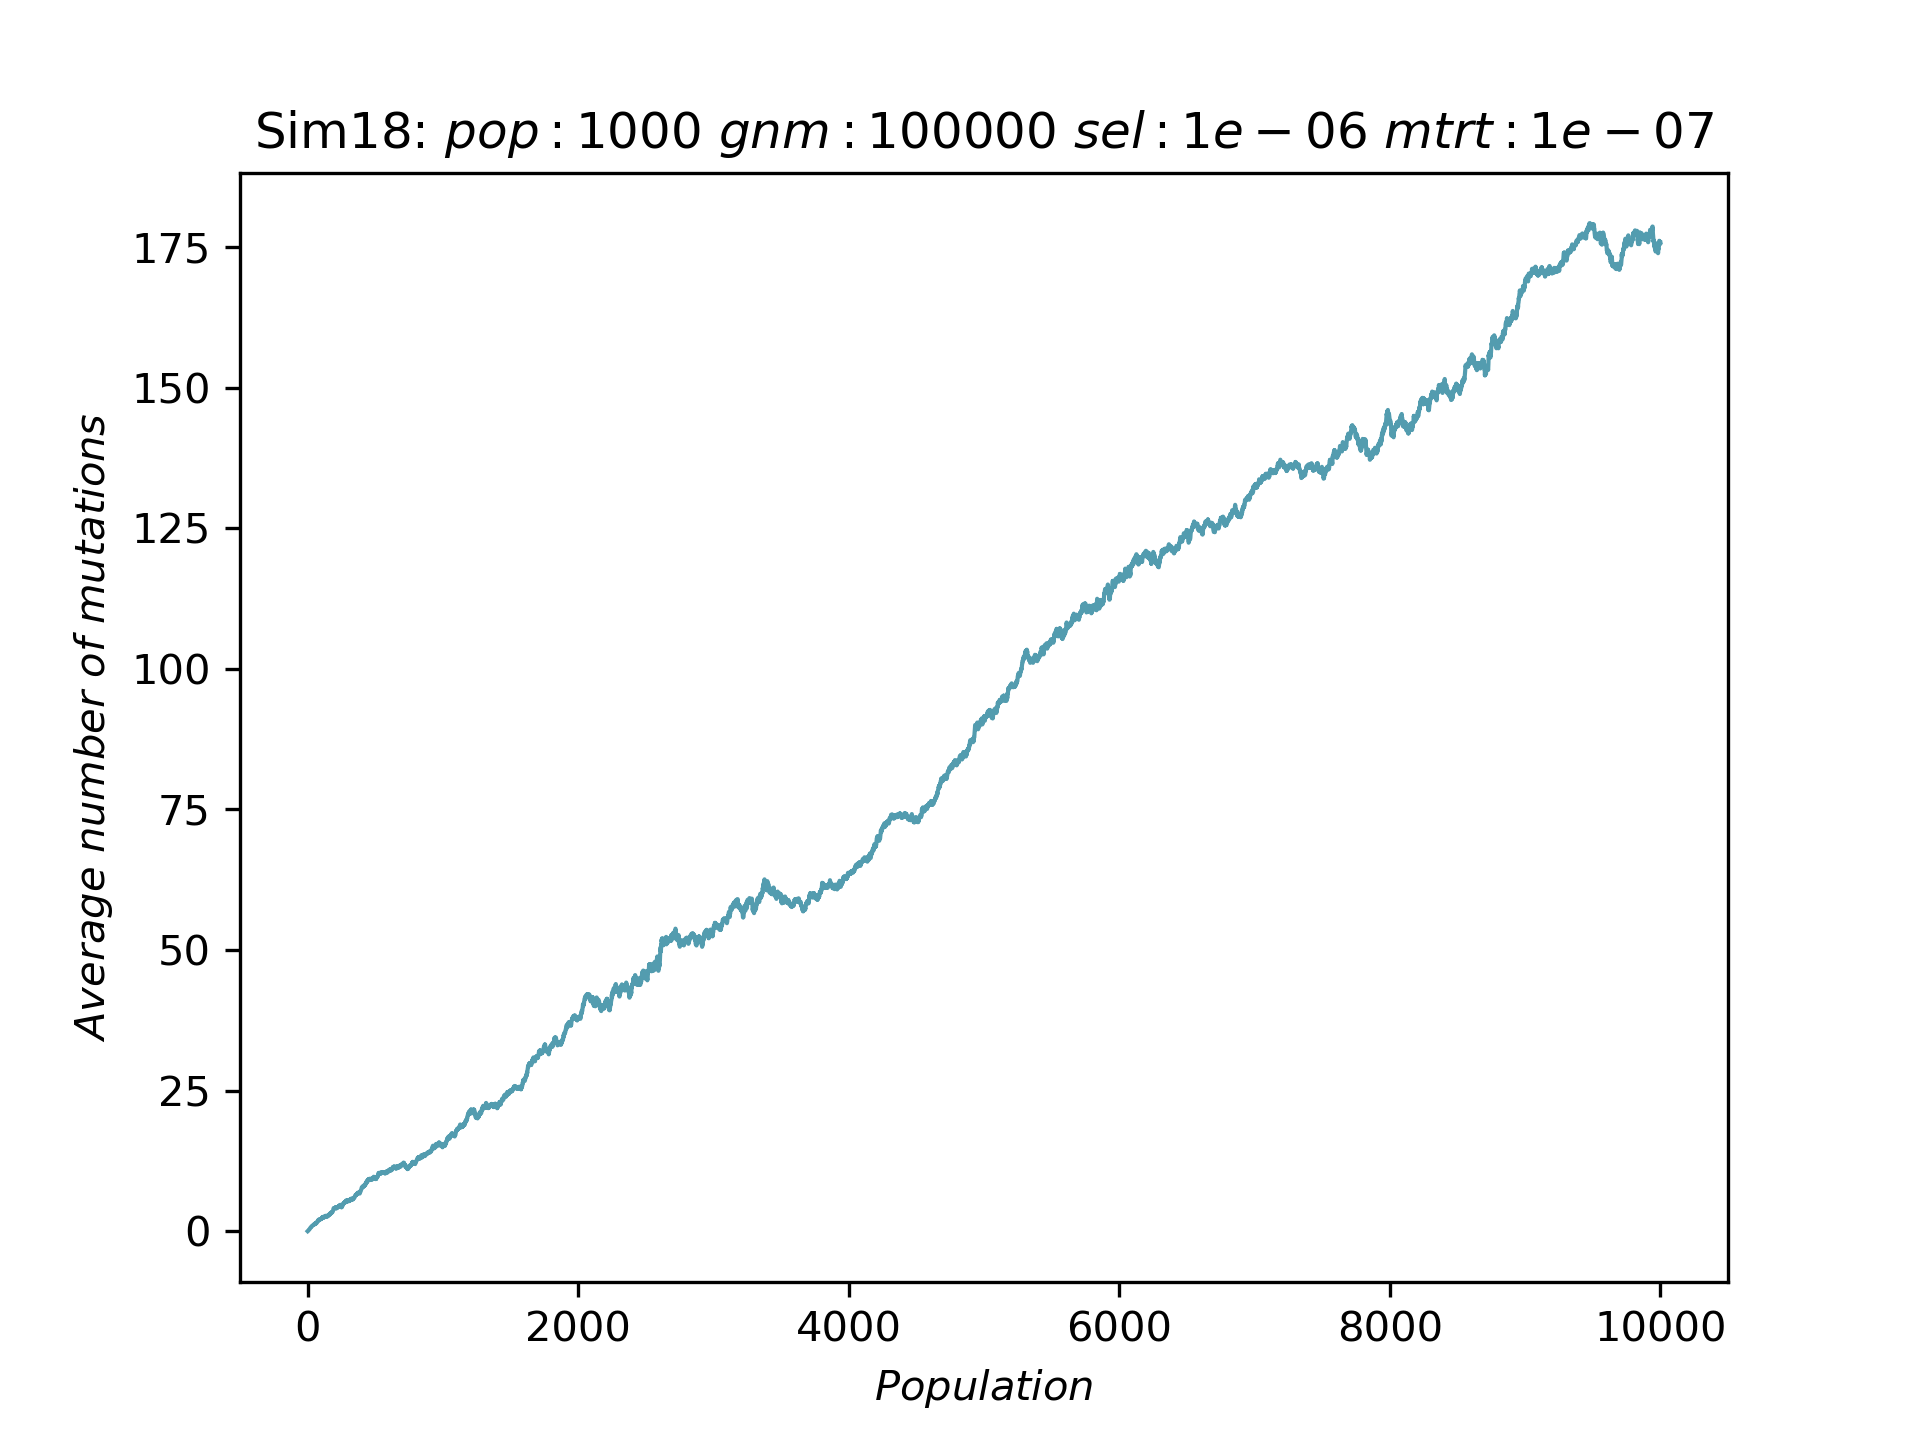 Sim18: pop : 1000 gnm : 100000 sel : 1e − 06 mtrt : 1e − 07
175
150
125
100
75
50
25
0
Average number of mutations
0 2000 4000 6000 8000 10000
Population